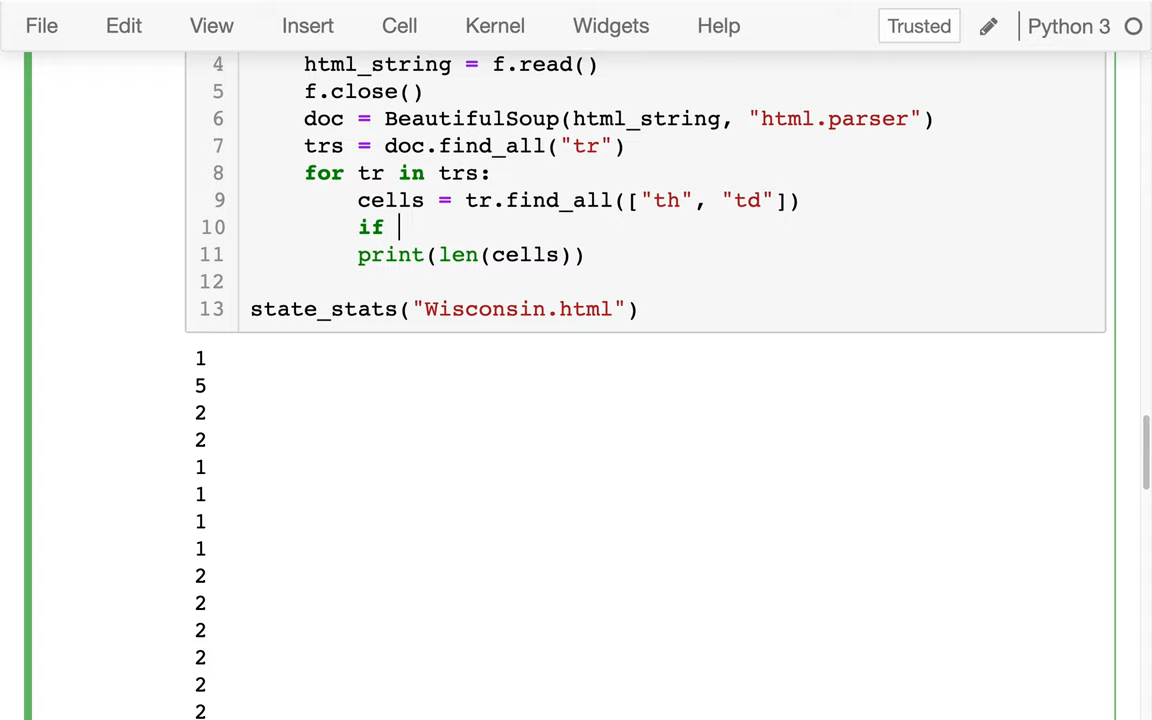 File Edit View Insert Cell Kernel Widgets Help Trusted Python 3
4 html_string = f.read()
5 f.close()
6 doc = BeautifulSoup(html_string, "html.parser")
7 trs = doc.find_all("tr")
8 for tr in trs:
9 cells = tr.find_all(["th", "td"])
10 if
11 print(len(cells))
12
13 state_stats("Wisconsin.html")
1
5
2
2
1
1
1
1
2
2
2
2
2
2